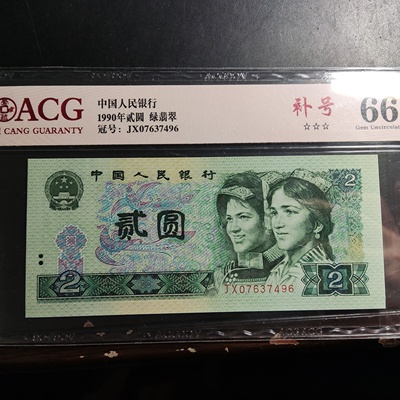 ACG
CANG GUARANTY
中国人民银行
1990年贰圆 绿翡翠
冠号: JX07637496
补号
☆☆☆
66
Gem Uncirculated
中国人民银行
贰圆
2
2
JX07637496